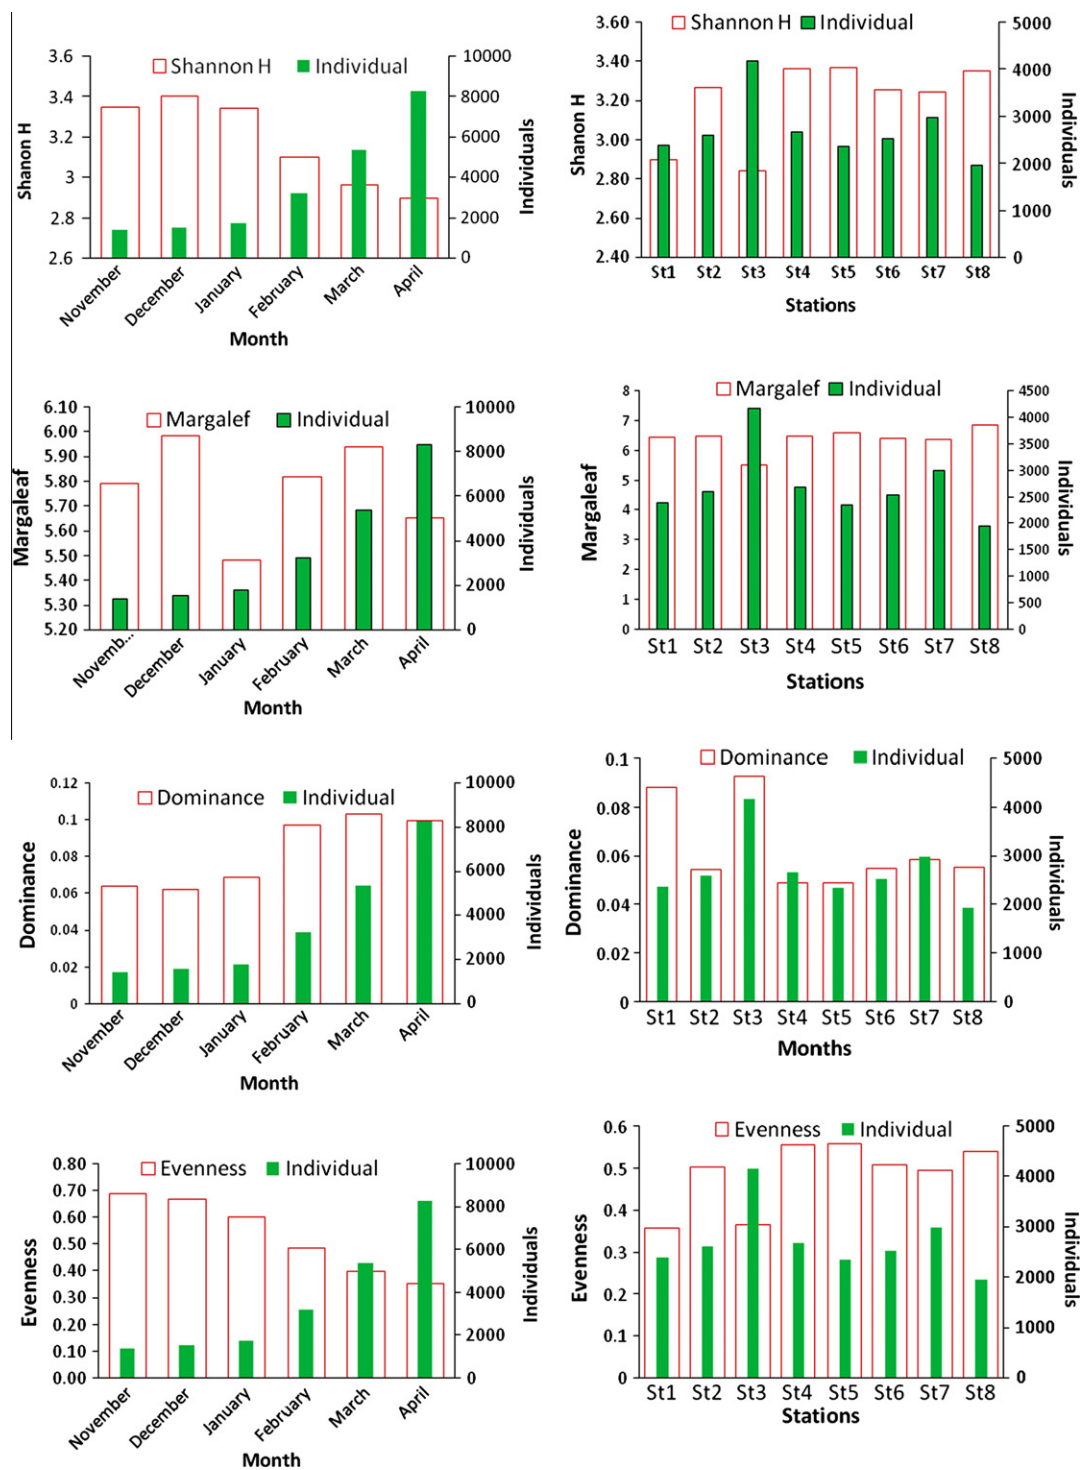 Shannon H Individual
3.6
3.4
3.2
3
2.8
2.6
Shanon H
10000
8000
6000
4000
2000
0
Individuals
November December January February March April
Month
Shannon H Individual
3.60
3.40
3.20
3.00
2.80
2.60
2.40
Shanon H
5000
4000
3000
2000
1000
0
Individuals
St1 St2 St3 St4 St5 St6 St7 St8
Stations
Margalef Individual
6.10
6.00
5.90
5.80
5.70
5.60
5.50
5.40
5.30
5.20
Margaleaf
10000
8000
6000
4000
2000
0
Individuals
Novemb... December January February March April
Month
Margalef Individual
8
7
6
5
4
3
2
1
0
Margaleaf
4500
4000
3500
3000
2500
2000
1500
1000
500
0
Individuals
St1 St2 St3 St4 St5 St6 St7 St8
Stations
Dominance Individual
0.12
0.1
0.08
0.06
0.04
0.02
0
Dominance
10000
8000
6000
4000
2000
0
Individuals
November December January February March April
Month
Dominance Individual
0.1
0.08
0.06
0.04
0.02
0
Dominance
5000
4000
3000
2000
1000
0
Individuals
St1 St2 St3 St4 St5 St6 St7 St8
Months
Evenness Individual
0.80
0.70
0.60
0.50
0.40
0.30
0.20
0.10
0.00
Evenness
10000
8000
6000
4000
2000
0
Individuals
November December January February March April
Month
Evenness Individual
0.6
0.5
0.4
0.3
0.2
0.1
0
Evenness
5000
4000
3000
2000
1000
0
Individuals
St1 St2 St3 St4 St5 St6 St7 St8
Stations